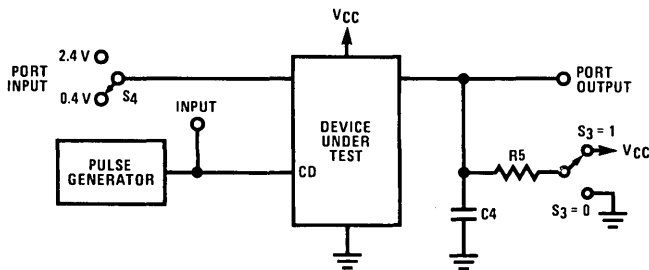 VCC
2.4 V
PORT
INPUT
0.4 V
S4
INPUT
PULSE
GENERATOR
CD
DEVICE
UNDER
TEST
PORT
OUTPUT
S3 = 1
R5
VCC
C4
S3 = 0